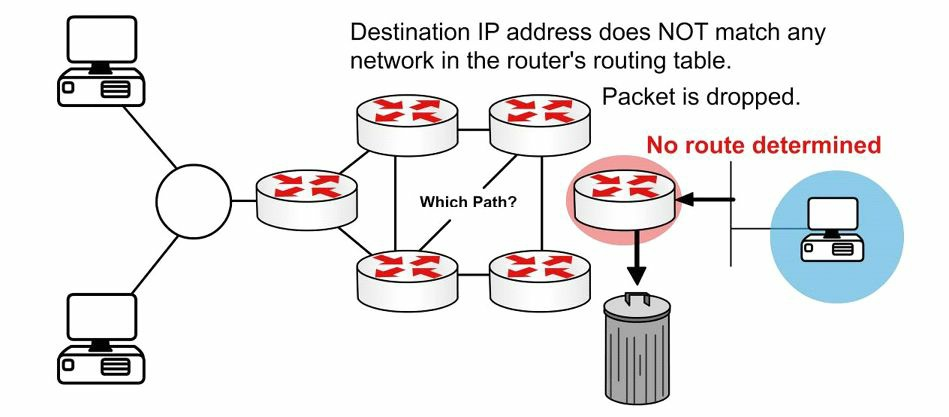 Destination IP address does NOT match any
network in the router's routing table.
Packet is dropped.
No route determined
Which Path?